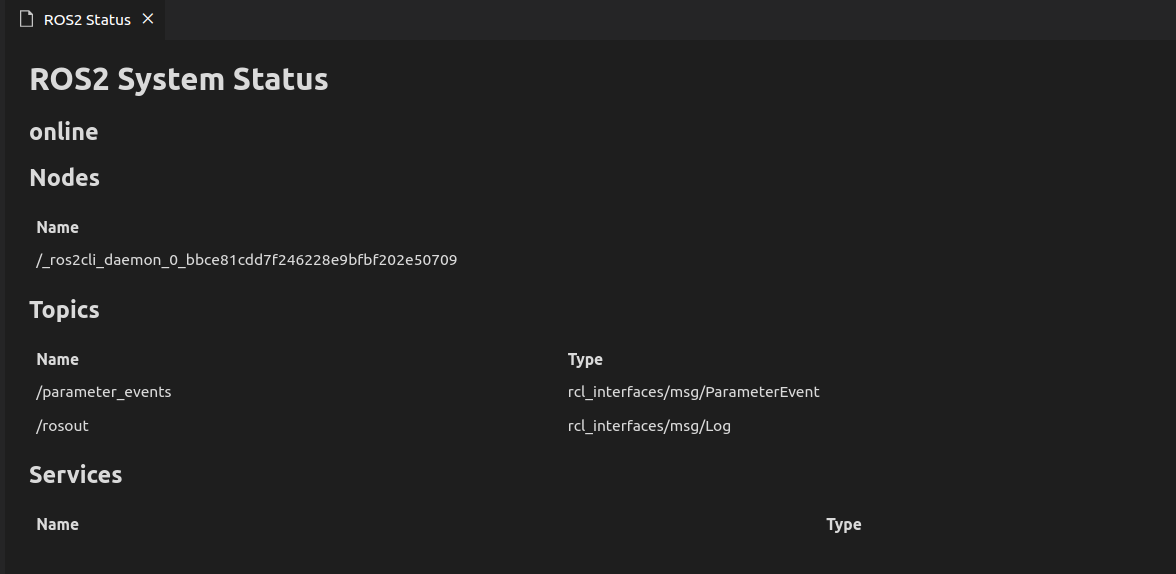 ROS2 Status
ROS2 System Status
online
Nodes
Name
/_ros2cli_daemon_0_bbce81cdd7f246228e9bfbf202e50709
Topics
Name Type
/parameter_events rcl_interfaces/msg/ParameterEvent
/rosout rcl_interfaces/msg/Log
Services
Name Type